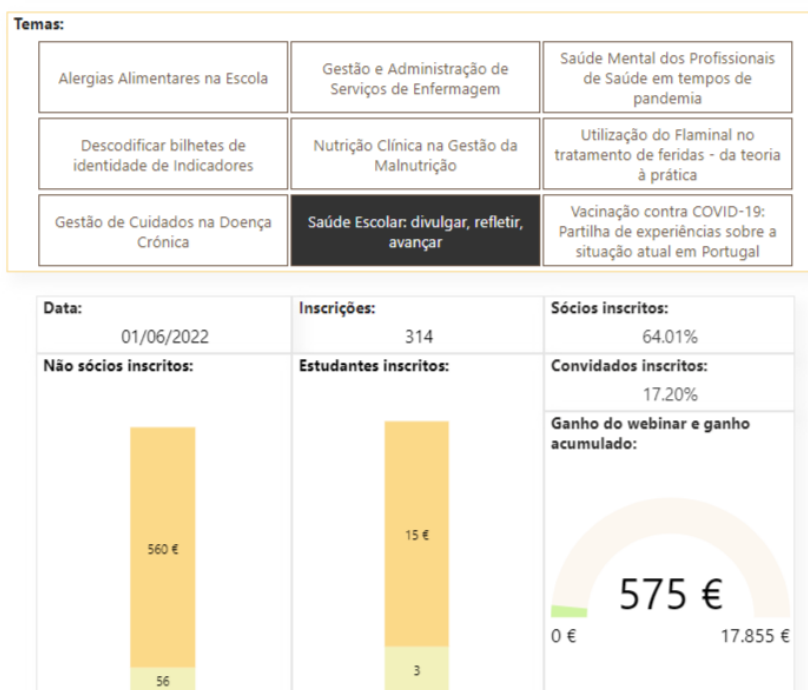 Temas:
Alergias Alimentares na Escola
Gestão e Administração de
Serviços de Enfermagem
Saúde Mental dos Profissionais
de Saúde em tempos de
pandemia
Descodificar bilhetes de
identidade de Indicadores
Nutrição Clínica na Gestão da
Malnutrição
Utilização do Flaminal no
tratamento de feridas - da teoria
à prática
Gestão de Cuidados na Doença
Crónica
Saúde Escolar: divulgar, refletir,
avançar
Vacinação contra COVID-19:
Partilha de experiências sobre a
situação atual em Portugal
Data:
01/06/2022
Inscrições:
314
Sócios inscritos:
64.01%
Não sócios inscritos:
560 €
56
Estudantes inscritos:
15 €
3
Convidados inscritos:
17.20%
Ganho do webinar e ganho
acumulado:
575 €
0 €
17.855 €